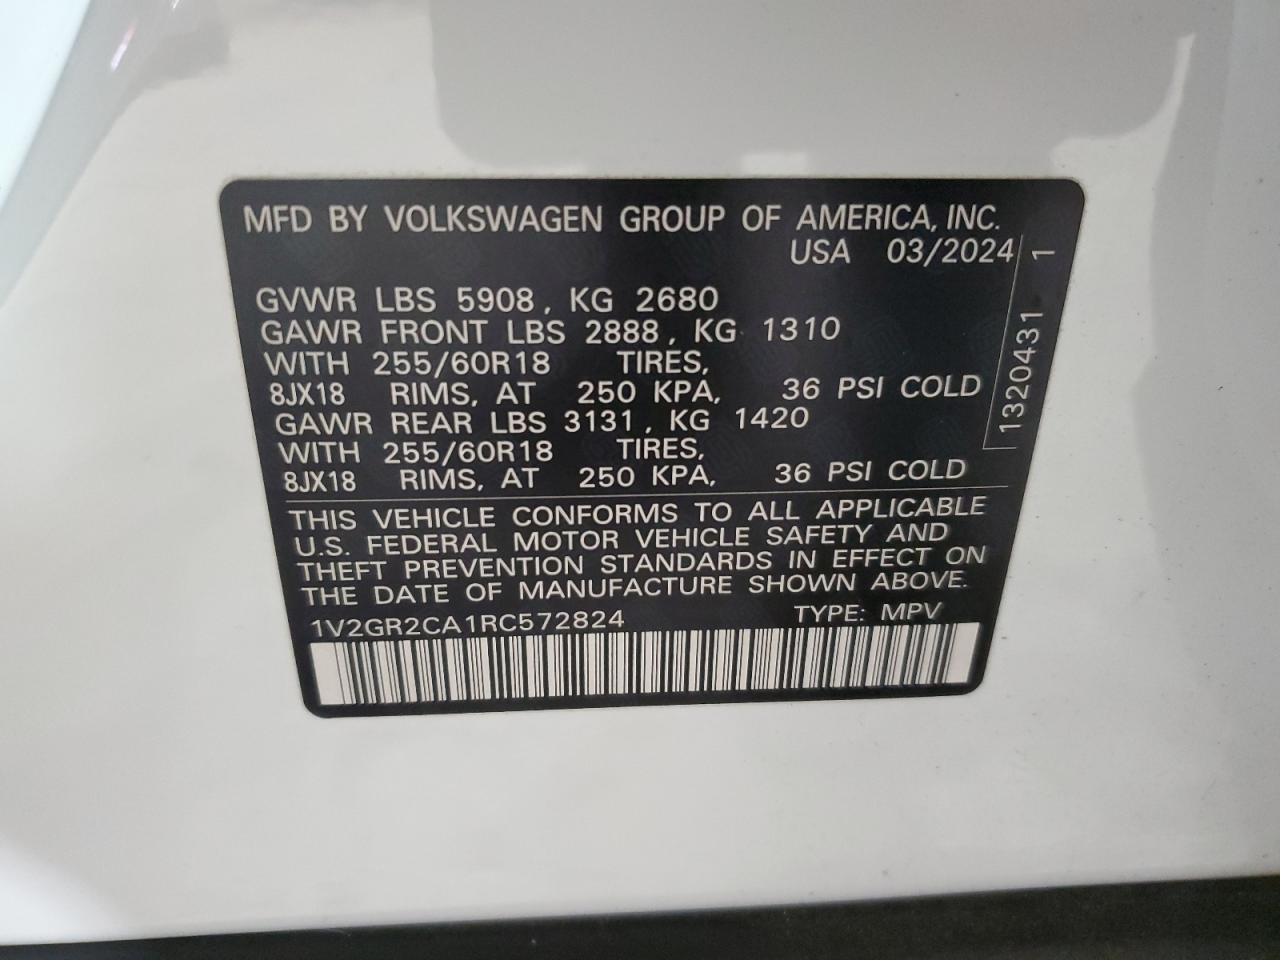 MFD BY VOLKSWAGEN GROUP OF AMERICA, INC.
USA 03/2024
GVWR LBS 5908, KG 2680
GAWR FRONT LBS 2888, KG 1310
WITH 255/60R18 TIRES,
8JX18 RIMS, AT 250 KPA, 36 PSI COLD
GAWR REAR LBS 3131, KG 1420
WITH 255/60R18 TIRES,
8JX18 RIMS, AT 250 KPA, 36 PSI COLD
1320431 1
THIS VEHICLE CONFORMS TO ALL APPLICABLE
U.S. FEDERAL MOTOR VEHICLE SAFETY AND
THEFT PREVENTION STANDARDS IN EFFECT ON
THE DATE OF MANUFACTURE SHOWN ABOVE.
1V2GR2CA1RC572824 TYPE: MPV